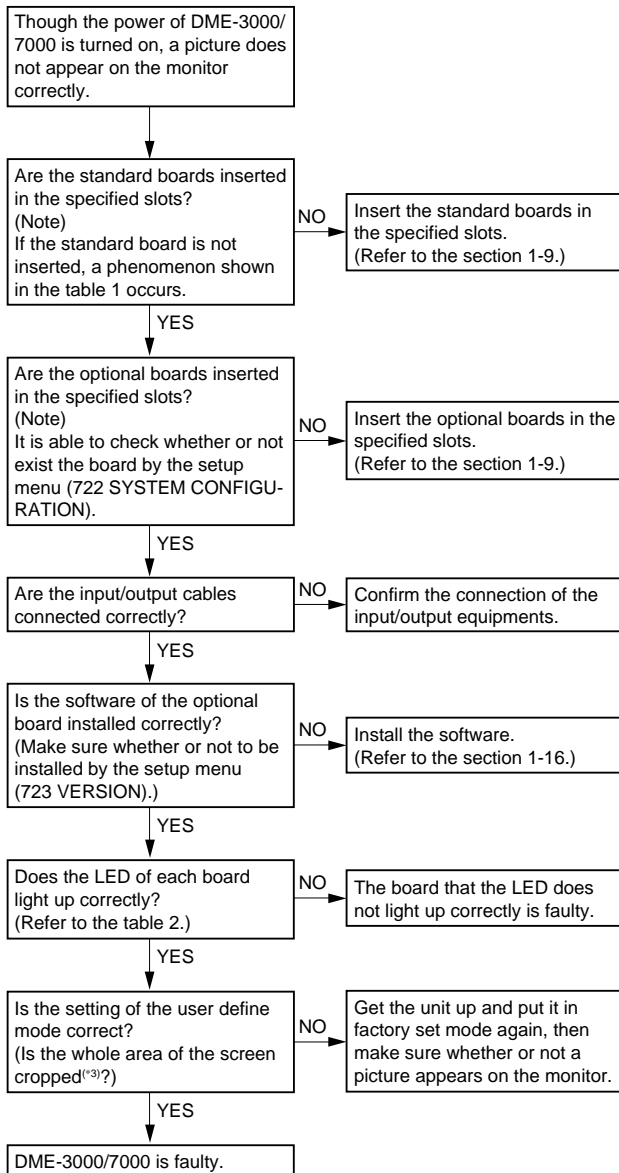 Though the power of DME-3000/
7000 is turned on, a picture does
not appear on the monitor
correctly.
Are the standard boards inserted
in the specified slots?
(Note)
If the standard board is not
inserted, a phenomenon shown
in the table 1 occurs.
NO
Insert the standard boards in
the specified slots.
(Refer to the section 1-9.)
YES
Are the optional boards inserted
in the specified slots?
(Note)
It is able to check whether or not
exist the board by the setup
menu (722 SYSTEM CONFIGU-
RATION).
NO
Insert the optional boards in the
specified slots.
(Refer to the section 1-9.)
YES
Are the input/output cables
connected correctly?
NO
Confirm the connection of the
input/output equipments.
YES
Is the software of the optional
board installed correctly?
(Make sure whether or not to be
installed by the setup menu
(723 VERSION).)
NO
Install the software.
(Refer to the section 1-16.)
YES
Does the LED of each board
light up correctly?
(Refer to the table 2.)
NO
The board that the LED does
not light up correctly is faulty.
YES
Is the setting of the user define
mode correct?
(Is the whole area of the screen
cropped(*3)?)
NO
Get the unit up and put it in
factory set mode again, then
make sure whether or not a
picture appears on the monitor.
YES
DME-3000/7000 is faulty.